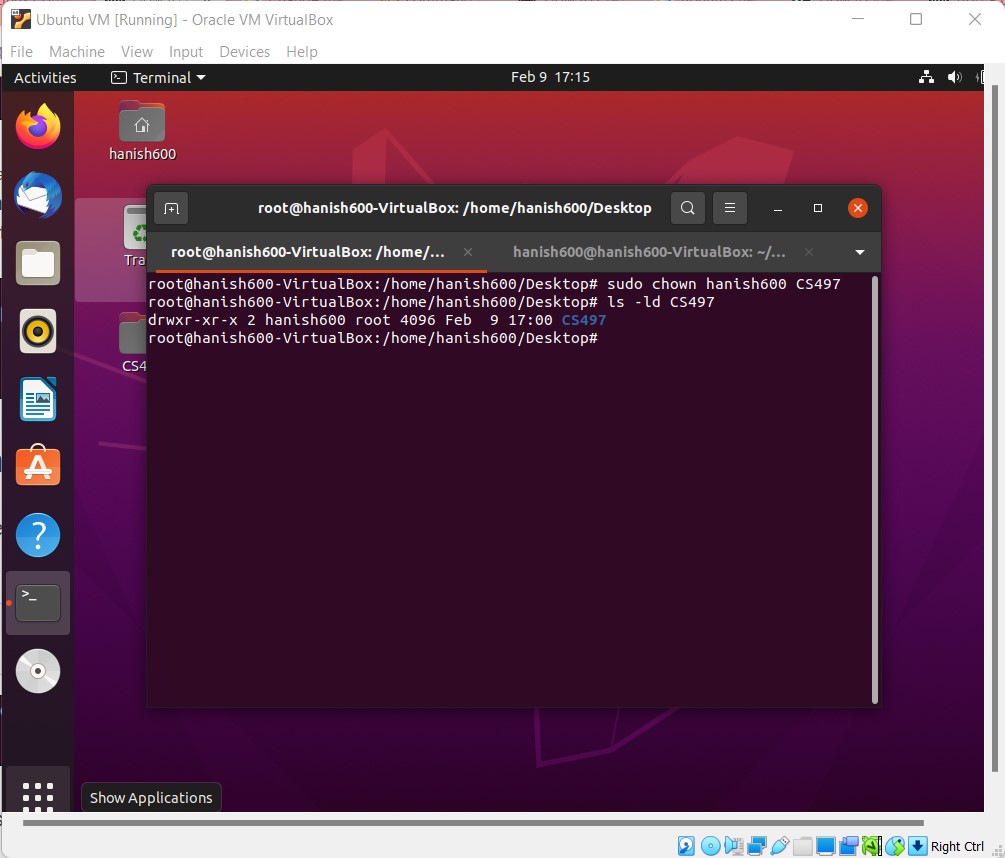 Ubuntu VM [Running] - Oracle VM VirtualBox
File Machine View Input Devices Help
Activities Terminal Feb 9 17:15
hanish600
root@hanish600-VirtualBox: /home/hanish600/Desktop
Tra
root@hanish600-VirtualBox: /home/... hanish600@hanish600-VirtualBox: ~/...
root@hanish600-VirtualBox:/home/hanish600/Desktop# sudo chown hanish600 CS497
root@hanish600-VirtualBox:/home/hanish600/Desktop# ls -ld CS497
drwxr-xr-x 2 hanish600 root 4096 Feb  9 17:00 CS497
root@hanish600-VirtualBox:/home/hanish600/Desktop#
CS4
Show Applications
Right Ctrl